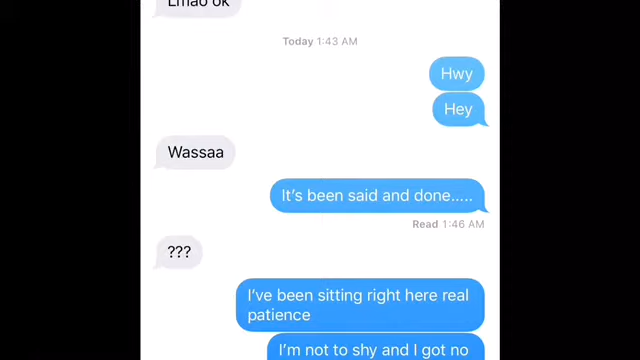 Lmao ok
Today 1:43 AM
Hwy
Hey
Wassaa
It's been said and done.....
Read 1:46 AM
???
I've been sitting right here real
patience
I'm not to shy and I got no